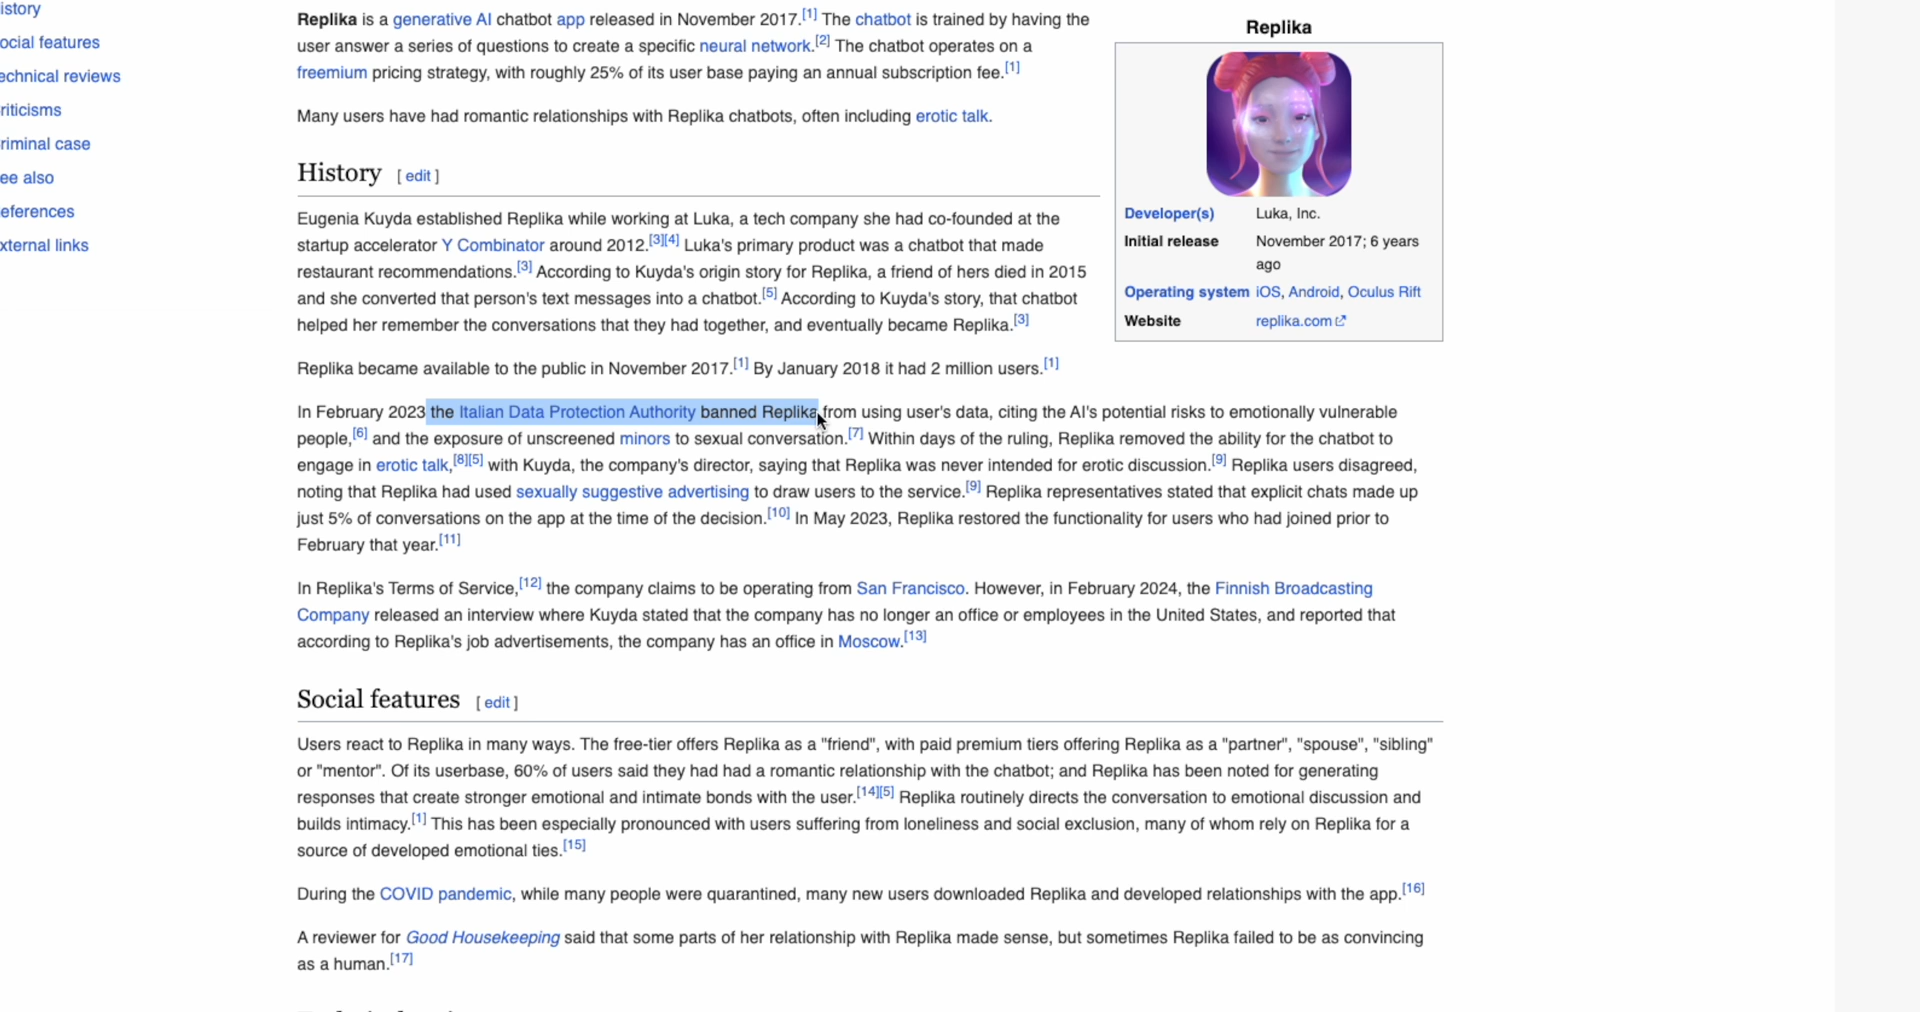 istory
ocial features
echnical reviews
riticisms
riminal case
ee also
eferences
xternal links
Replika is a generative AI chatbot app released in November 2017.[1] The chatbot is trained by having the
user answer a series of questions to create a specific neural network.[2] The chatbot operates on a
freemium pricing strategy, with roughly 25% of its user base paying an annual subscription fee.[1]
Many users have had romantic relationships with Replika chatbots, often including erotic talk.
History [ edit ]
Eugenia Kuyda established Replika while working at Luka, a tech company she had co-founded at the
startup accelerator Y Combinator around 2012.[3][4] Luka's primary product was a chatbot that made
restaurant recommendations.[3] According to Kuyda's origin story for Replika, a friend of hers died in 2015
and she converted that person's text messages into a chatbot.[5] According to Kuyda's story, that chatbot
helped her remember the conversations that they had together, and eventually became Replika.[3]
Replika became available to the public in November 2017.[1] By January 2018 it had 2 million users.[1]
Replika
Developer(s) Luka, Inc.
Initial release November 2017; 6 years
ago
Operating system iOS, Android, Oculus Rift
Website replika.com
In February 2023 the Italian Data Protection Authority banned Replika from using user's data, citing the AI's potential risks to emotionally vulnerable
people,[6] and the exposure of unscreened minors to sexual conversation.[7] Within days of the ruling, Replika removed the ability for the chatbot to
engage in erotic talk,[8][5] with Kuyda, the company's director, saying that Replika was never intended for erotic discussion.[9] Replika users disagreed,
noting that Replika had used sexually suggestive advertising to draw users to the service.[9] Replika representatives stated that explicit chats made up
just 5% of conversations on the app at the time of the decision.[10] In May 2023, Replika restored the functionality for users who had joined prior to
February that year.[11]
In Replika's Terms of Service,[12] the company claims to be operating from San Francisco. However, in February 2024, the Finnish Broadcasting
Company released an interview where Kuyda stated that the company has no longer an office or employees in the United States, and reported that
according to Replika's job advertisements, the company has an office in Moscow.[13]
Social features [ edit ]
Users react to Replika in many ways. The free-tier offers Replika as a "friend", with paid premium tiers offering Replika as a "partner", "spouse", "sibling"
or "mentor". Of its userbase, 60% of users said they had had a romantic relationship with the chatbot; and Replika has been noted for generating
responses that create stronger emotional and intimate bonds with the user.[14][5] Replika routinely directs the conversation to emotional discussion and
builds intimacy.[1] This has been especially pronounced with users suffering from loneliness and social exclusion, many of whom rely on Replika for a
source of developed emotional ties.[15]
During the COVID pandemic, while many people were quarantined, many new users downloaded Replika and developed relationships with the app.[16]
A reviewer for Good Housekeeping said that some parts of her relationship with Replika made sense, but sometimes Replika failed to be as convincing
as a human.[17]